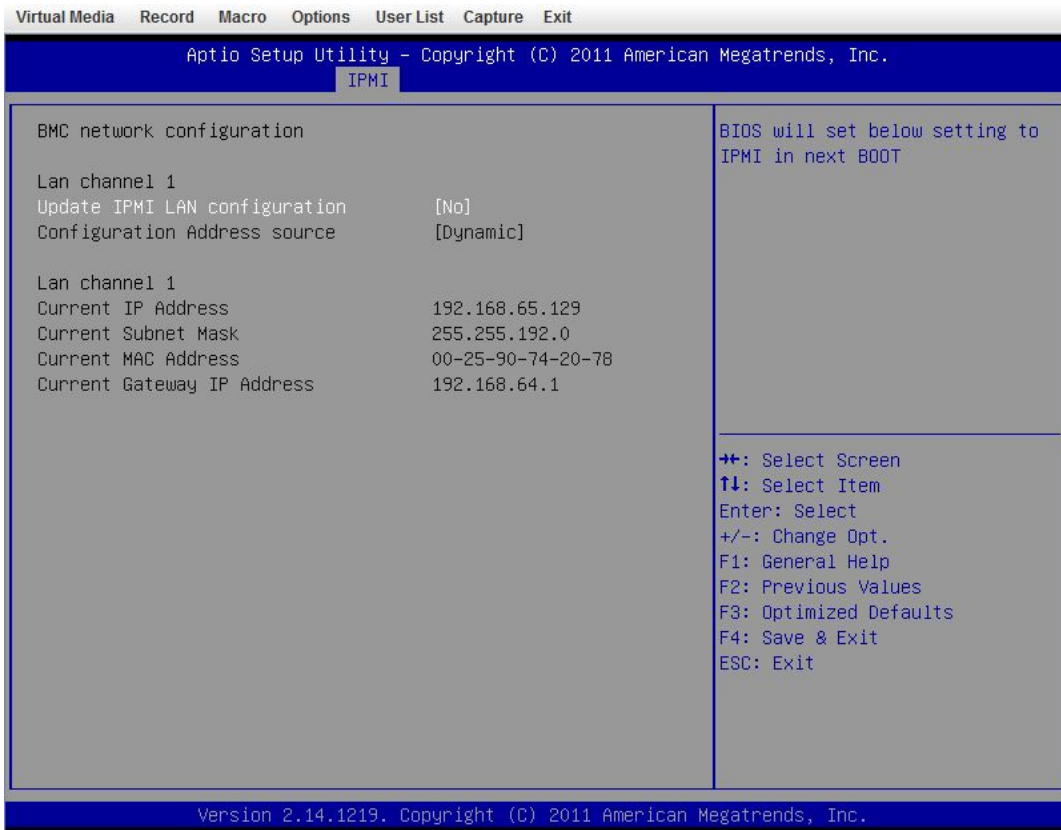 Virtual Media Record Macro Options User List Capture Exit
Aptio Setup Utility – Copyright (C) 2011 American Megatrends, Inc.
IPMI
BMC network configuration
Lan channel 1
Update IPMI LAN configuration [No]
Configuration Address source [Dynamic]
Lan channel 1
Current IP Address 192.168.65.129
Current Subnet Mask 255.255.192.0
Current MAC Address 00-25-90-74-20-78
Current Gateway IP Address 192.168.64.1
BIOS will set below setting to
IPMI in next BOOT
→←: Select Screen
↑↓: Select Item
Enter: Select
+/-: Change Opt.
F1: General Help
F2: Previous Values
F3: Optimized Defaults
F4: Save & Exit
ESC: Exit
Version 2.14.1219. Copyright (C) 2011 American Megatrends, Inc.